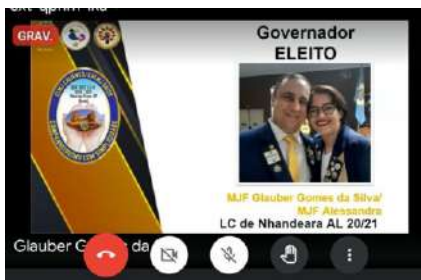 GRAV.
Governador
ELEITO
MJF Glauber Gomes da Silva/
MJF Alessandra
LC de Nhandeara AL 20/21
Glauber G da